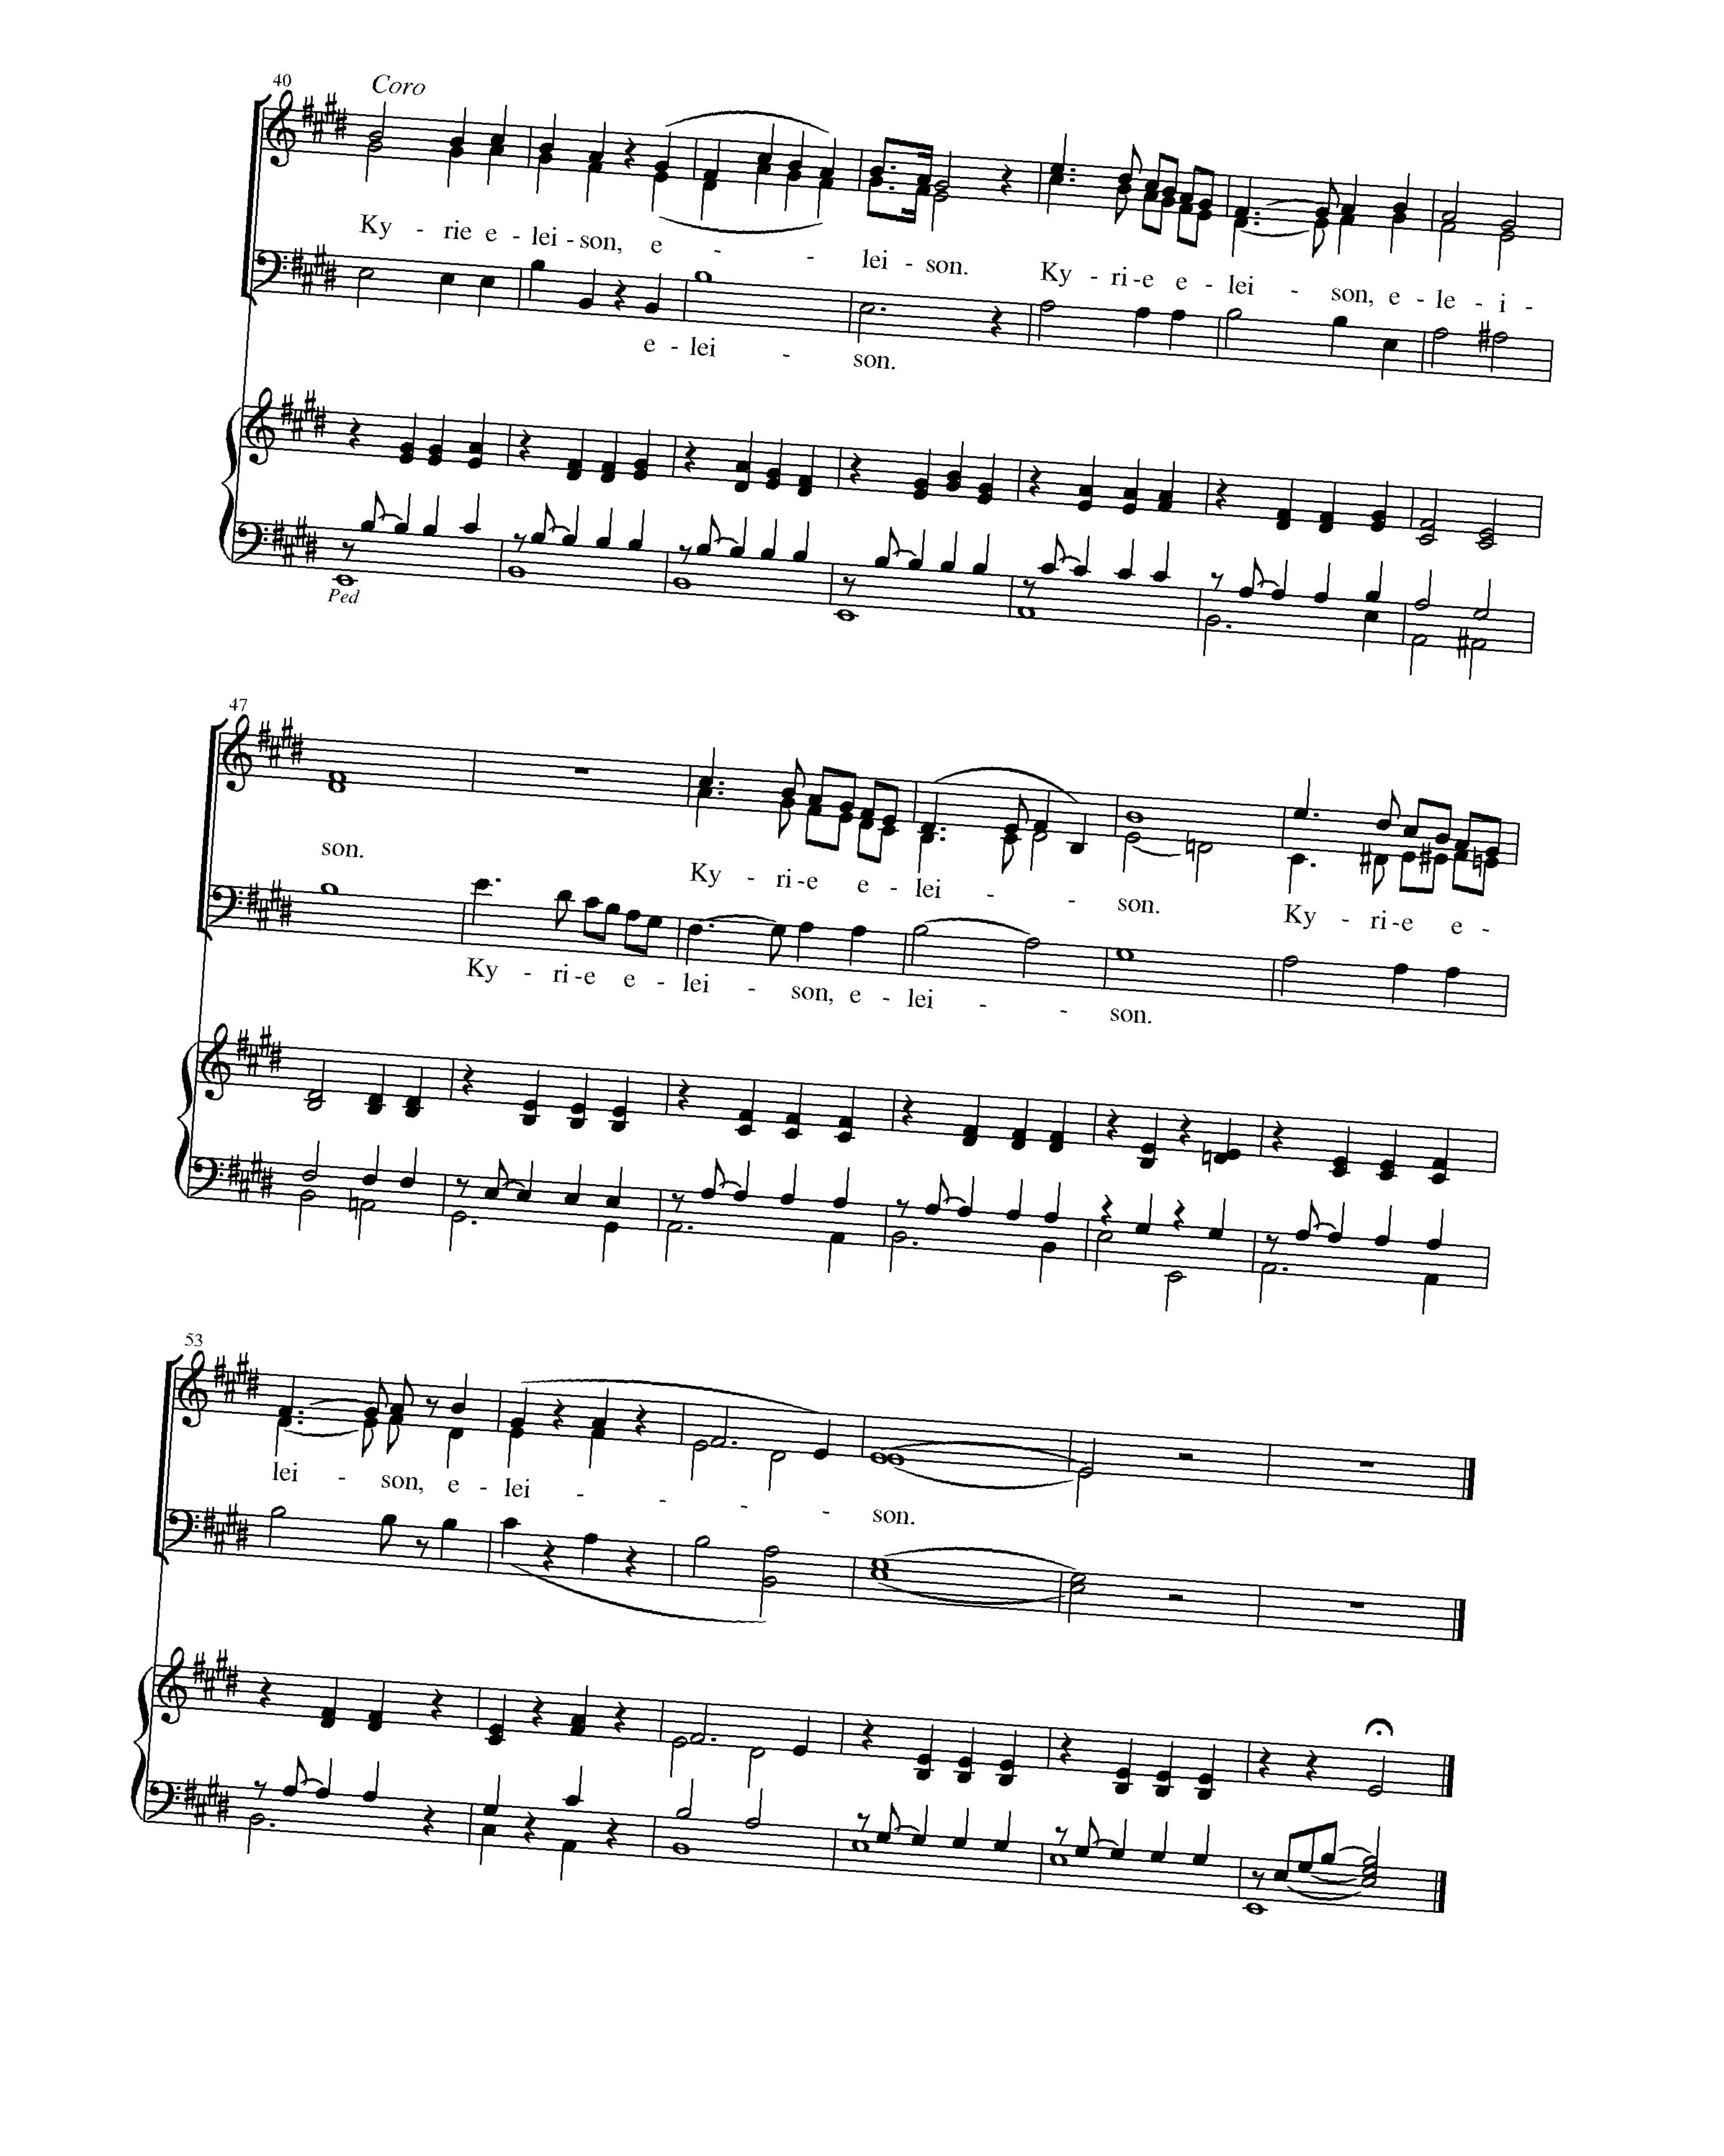 40
Coro
Ky - rie e - lei - son, e - - lei - son. Ky - ri - e e - lei - son, e - le - i -
e - lei - son.
Ped
47
son. Ky - ri - e e - lei - - son. Ky - ri - e e -
Ky - ri - e e - lei - son, e - lei - - son.
53
lei - son, e - lei - - - - son.